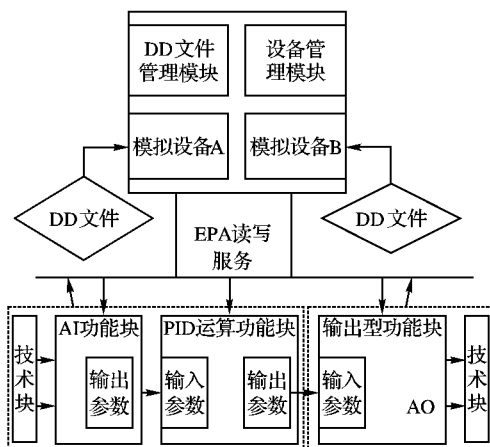 DD文件
管理模块
设备管
理模块
模拟设备A
模拟设备B
DD文件
DD文件
EPA读写
服务
技术块
AI功能块
输出
参数
PID运算功能块
输入
参数
输出
参数
输出型功能块
输入
参数
AO
技术块